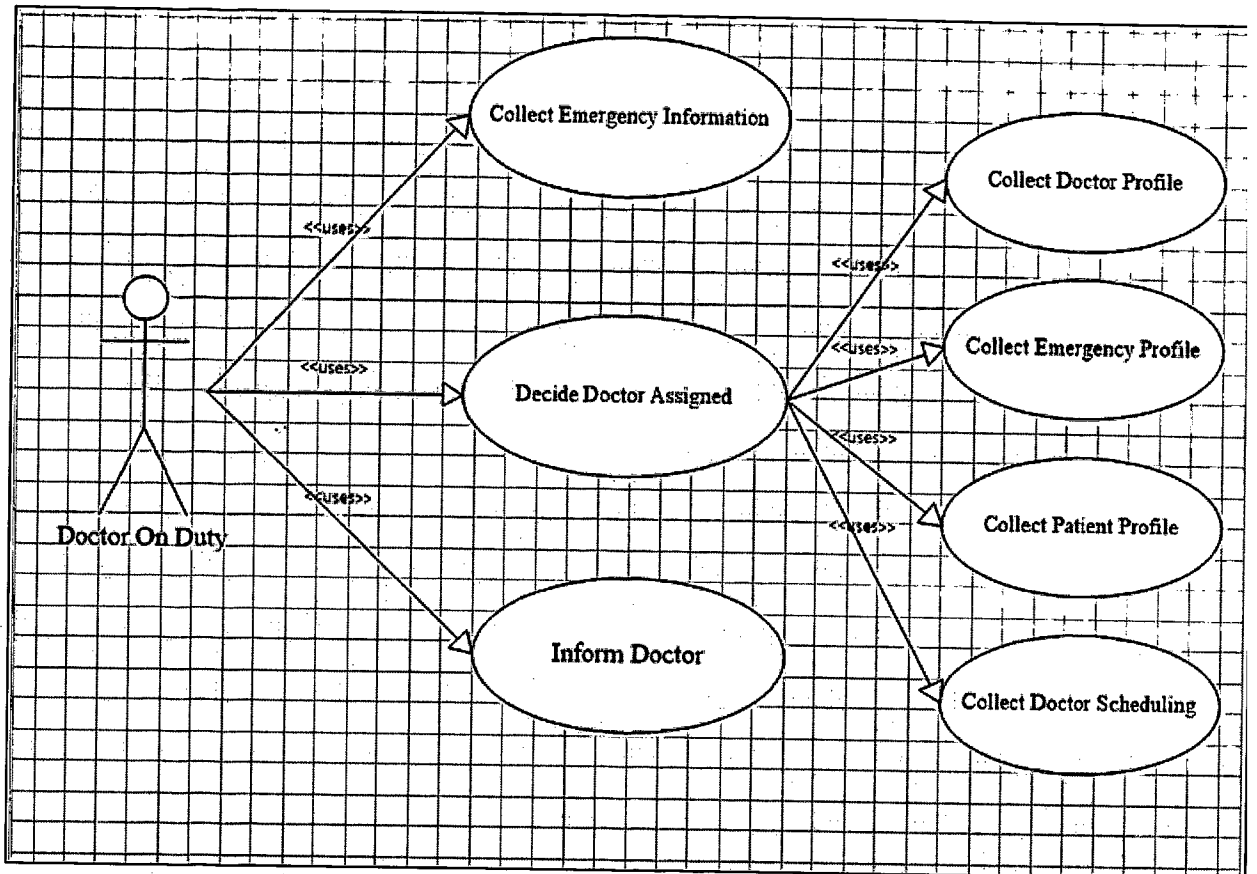 Collect Emergency Information
Collect Doctor Profile
<<uses>>
<<uses>>
Collect Emergency Profile
<<uses>>
<<uses>>
Decide Doctor Assigned
<<uses>>
<<uses>>
Collect Patient Profile
<<uses>>
Doctor On Duty
Inform Doctor
Collect Doctor Scheduling